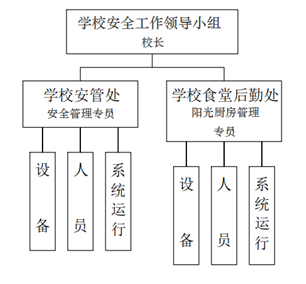 学校安全工作领导小组
校长
学校安管处
安全管理专员
学校食堂后勤处
阳光厨房管理
专员
设备
人员
系统运行
设备
人员
系统运行